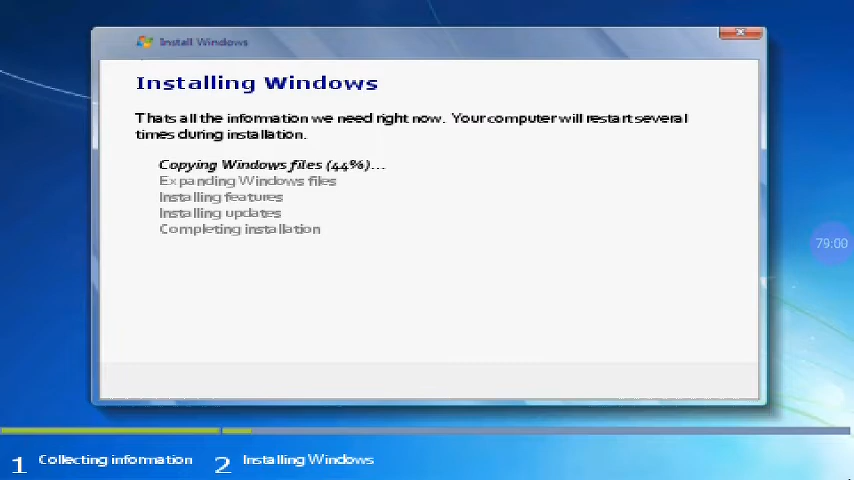 Install Windows
Installing Windows
Thats all the information we need right now. Your computer will restart several
times during installation.
Copying Windows files (44%)...
Expanding Windows files
Installing features
Installing updates
Completing installation
79:00
1 Collecting information 2 Installing Windows